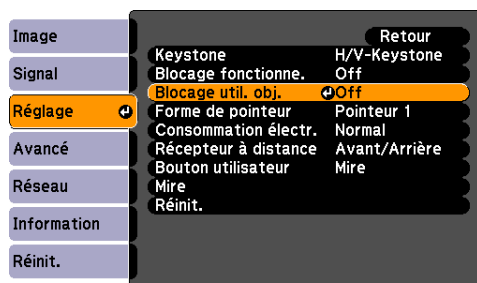 Image
Signal
Réglage
Avancé
Réseau
Information
Réinit.
Retour
Keystone H/V-Keystone
Blocage fonctionne. Off
Blocage util. obj. Off
Forme de pointeur Pointeur 1
Consommation électr. Normal
Récepteur à distance Avant/Arrière
Bouton utilisateur Mire
Mire
Réinit.